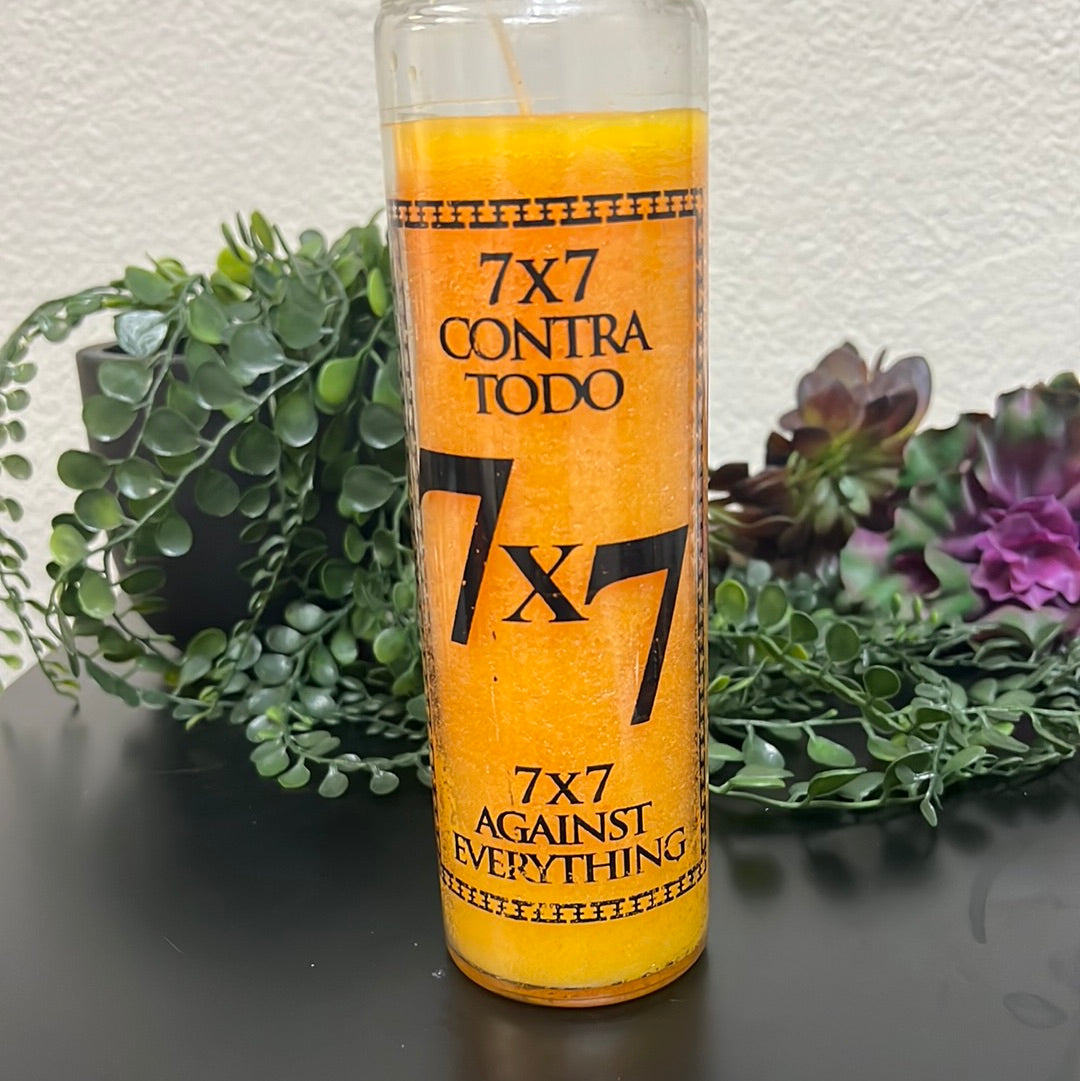 7x7
CONTRA
TODO
7x7
7x7
AGAINST
EVERYTHING